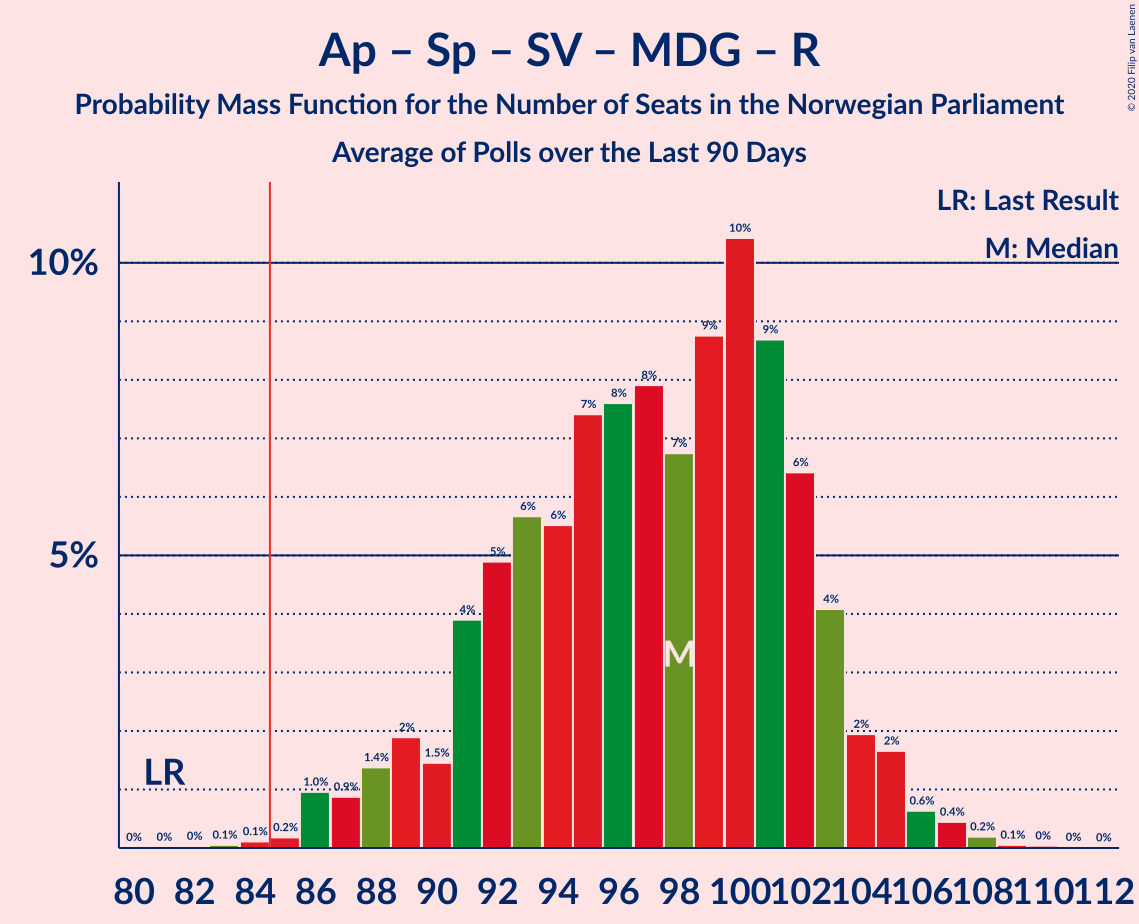 Ap – Sp – SV – MDG – R
Probability Mass Function for the Number of Seats in the Norwegian Parliament
Average of Polls over the Last 90 Days
© 2020 Filip van Laenen
LR: Last Result
M: Median
10%
5%
LR
M
0% 0% 0% 0.1% 0.1% 0.2% 1.0% 0.9% 1.4% 2% 1.5% 4% 5% 6% 6% 7% 8% 8% 7% 9% 10% 9% 6% 4% 2% 2% 0.6% 0.4% 0.2% 0.1% 0% 0% 0%
80 82 84 86 88 90 92 94 96 98 100 102 104 106 108 110 112